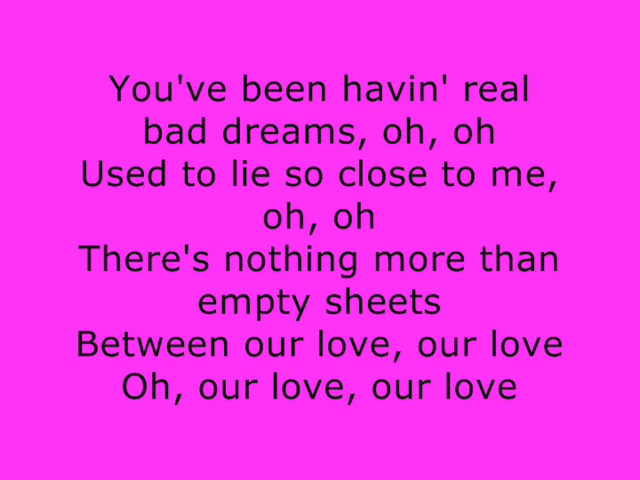 You've been havin' real
bad dreams, oh, oh
Used to lie so close to me,
oh, oh
There's nothing more than
empty sheets
Between our love, our love
Oh, our love, our love